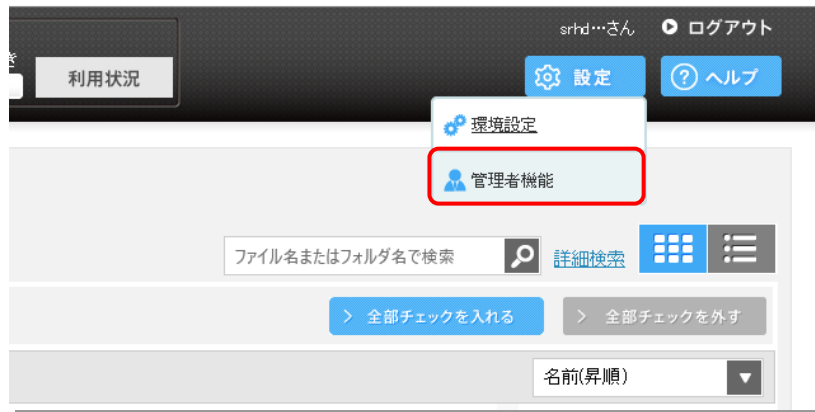 srhd…さん ログアウト
き
利用状況 設定 ヘルプ
環境設定
管理者機能
ファイル名またはフォルダ名で検索 詳細検索
> 全部チェックを入れる > 全部チェックを外す
名前(昇順)